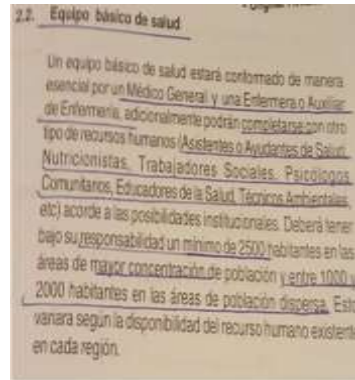 2.2. Equipo básico de salud
Un equipo básico de salud estará conformado de manera
esencial por un Médico General y una Enfermera o Auxiliar
de Enfermería, adicionalmente podrán completarse con otro
tipo de recursos humanos (Asistentes o Ayudantes de Salud,
Nutricionistas, Trabajadores Sociales, Psicólogos,
Comunitarios, Educadores de la Salud, Técnicos Ambientales,
etc) acorde a las posibilidades institucionales. Deberá tener
bajo su responsabilidad un mínimo de 2500 habitantes en las
áreas de mayor concentración de población y entre 1000 y
2000 habitantes en las áreas de población dispersa. Esto
variará según la disponibilidad del recurso humano existente
en cada región.